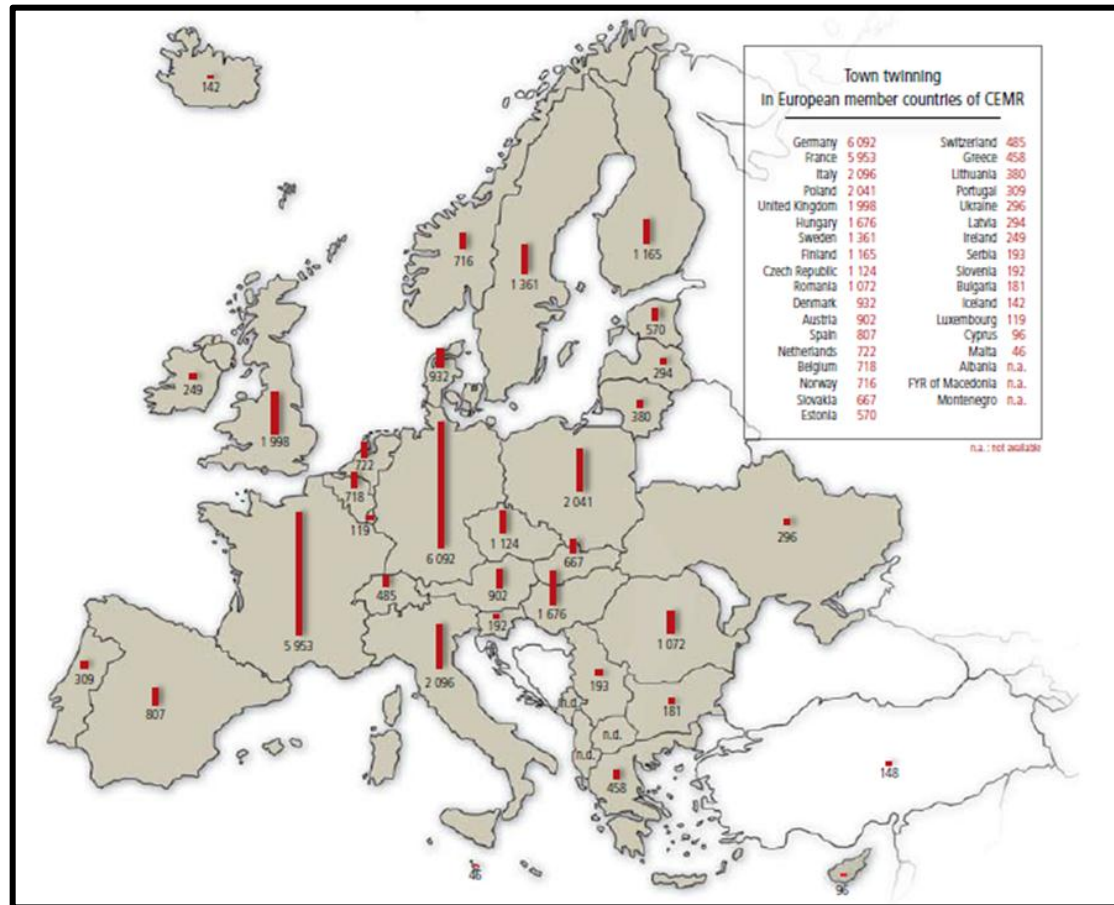 Town twinning
in European member countries of CEMR
Germany 6 092
France 5 953
Italy 2 096
Poland 2 041
United Kingdom 1 998
Hungary 1 676
Sweden 1 361
Finland 1 165
Czech Republic 1 124
Romania 1 072
Denmark 932
Austria 902
Spain 807
Netherlands 722
Belgium 718
Norway 716
Slovakia 667
Estonia 570
Switzerland 485
Greece 458
Lithuania 380
Portugal 309
Ukraine 296
Latvia 294
Ireland 249
Serbia 193
Slovenia 192
Bulgaria 181
Iceland 142
Luxembourg 119
Cyprus 96
Malta 46
Albania n.a.
FYR of Macedonia n.a.
Montenegro n.a.
n.a. : not available
142
716
1 361
1 165
570
294
380
932
249
1 998
722
718
119
6 092
2 041
1 124
667
296
485
902
1 676
192
5 953
2 096
1 072
193
181
309
807
n.d.
n.d.
n.d.
458
148
46
96